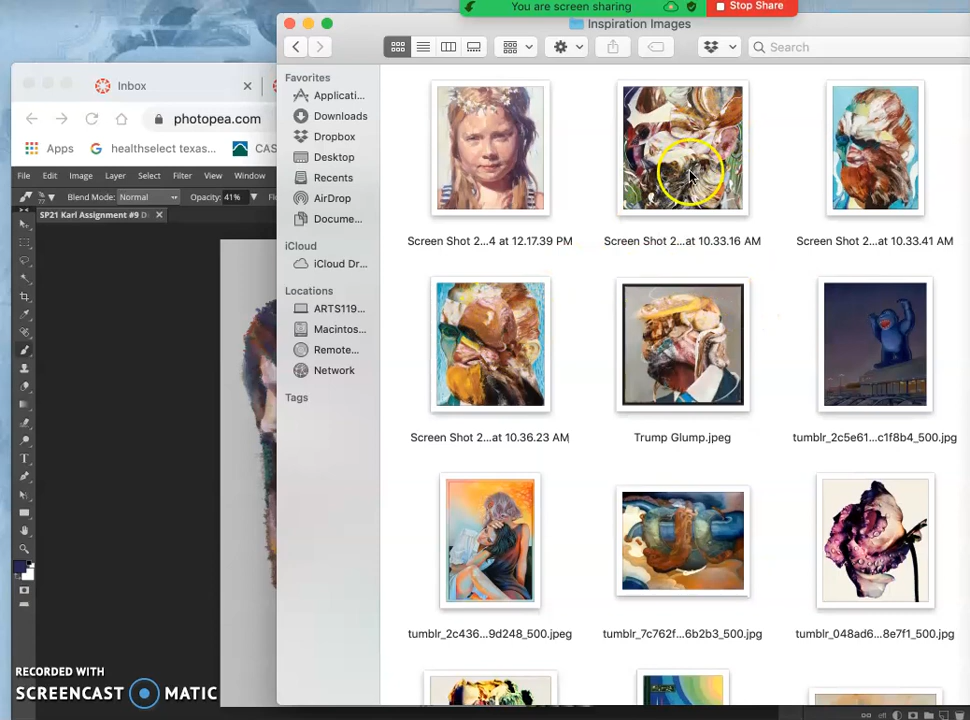 You are screen sharing
Stop Share
Inspiration Images
Search
Inbox
photopea.com
Apps
healthselect texas...
CAS
File Edit Image Layer Select Filter View Window
Blend Mode: Normal Opacity: 41%
SP21 Karl Assignment #9 D
Favorites
Applicati...
Downloads
Dropbox
Desktop
Recents
AirDrop
Docume...
iCloud
iCloud Dr...
Locations
ARTS119...
Macintos...
Remote...
Network
Tags
Screen Shot 2...4 at 12.17.39 PM
Screen Shot 2...at 10.33.16 AM
Screen Shot 2...at 10.33.41 AM
Screen Shot 2...at 10.36.23 AM
Trump Glump.jpeg
tumblr_2c5e61...c1f8b4_500.jpg
tumblr_2c436...9d248_500.jpeg
tumblr_7c762f...6b2b3_500.jpg
tumblr_048ad6...8e7f1_500.jpg
RECORDED WITH
SCREENCAST MATIC